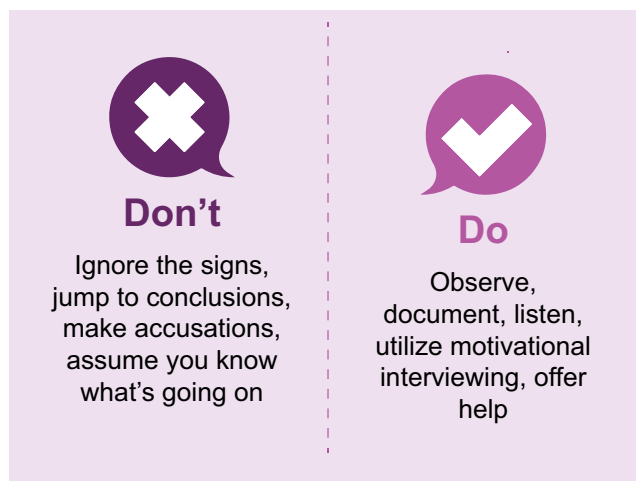 Don’t
Ignore the signs,
jump to conclusions,
make accusations,
assume you know
what’s going on
Do
Observe,
document, listen,
utilize motivational
interviewing, offer
help